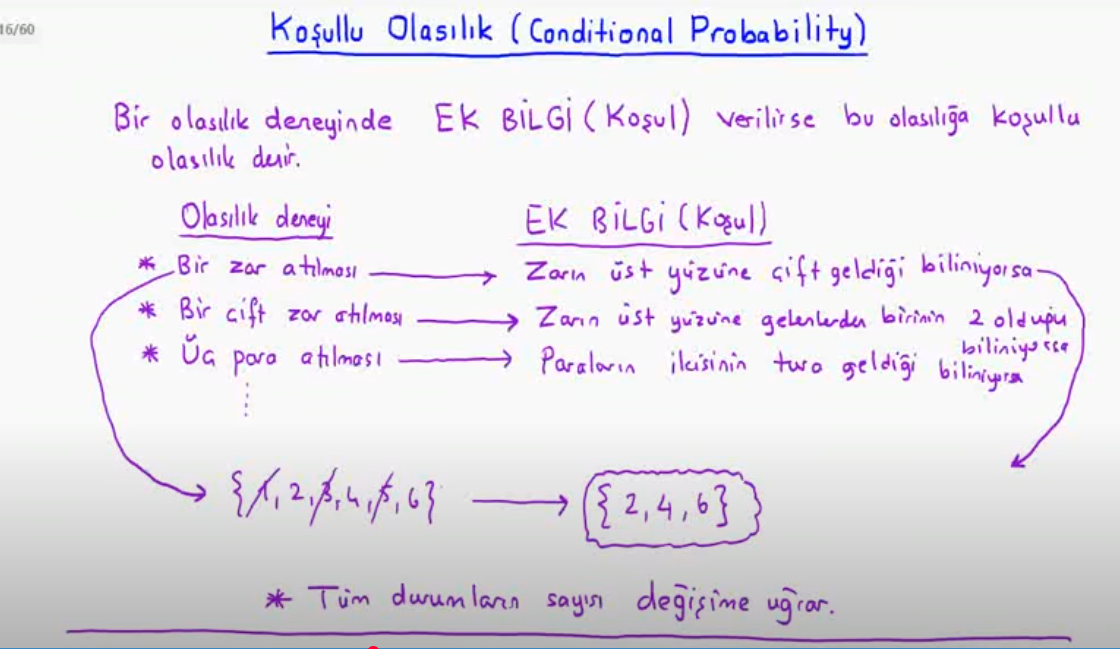 16/60
Koşullu Olasılık (Conditional Probability)
Bir olasılık deneyinde EK BİLGİ (Koşul) verilirse bu olasılığa koşullu
olasılık denir.
Olasılık deneyi EK BİLGİ (Koşul)
* Bir zar atılması → Zarın üst yüzüne çift geldiği biliniyorsa
* Bir çift zar atılması → Zarın üst yüzüne gelenlerden birinin 2 olduğu
biliniyorsa
* Üç para atılması → Paraların ikisinin tura geldiği biliniyorsa
{1, 2, 3, 4, 5, 6} → {2, 4, 6}
* Tüm durumların sayısı değişime uğrar.